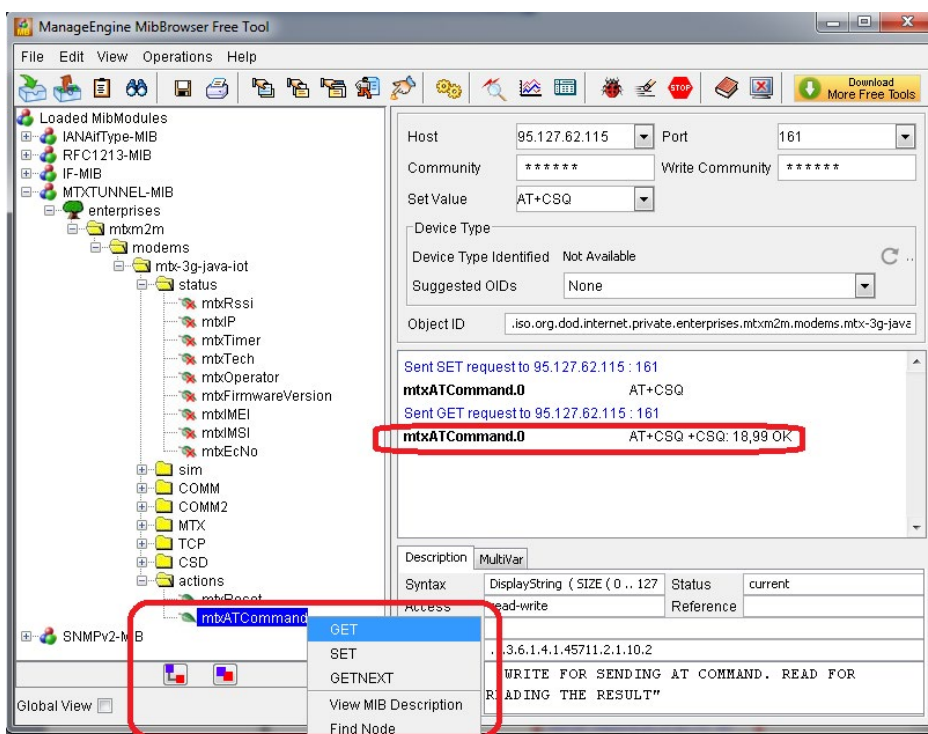 ManageEngine MibBrowser Free Tool
File Edit View Operations Help
STOP
Download
More Free Tools
Loaded MibModules
IANAifType-MIB
RFC1213-MIB
IF-MIB
MTXTUNNEL-MIB
enterprises
mtxm2m
modems
mtx-3g-java-iot
status
mtxRssi
mtxIP
mtxTimer
mtxTech
mtxOperator
mtxFirmwareVersion
mtxIMEI
mtxIMSI
mtxEcNo
sim
COMM
COMM2
MTX
TCP
CSD
actions
mtxReset
mtxATCommand
SNMPv2-MIB
Global View
GET
SET
GETNEXT
View MIB Description
Find Node
Host 95.127.62.115 Port 161
Community ****** Write Community ******
Set Value AT+CSQ
Device Type
Device Type Identified Not Available
Suggested OIDs None
Object ID .iso.org.dod.internet.private.enterprises.mtxm2m.modems.mtx-3g-java
Sent SET request to 95.127.62.115 : 161
mtxATCommand.0 AT+CSQ
Sent GET request to 95.127.62.115 : 161
mtxATCommand.0 AT+CSQ +CSQ: 18,99 OK
Description MultiVar
Syntax DisplayString ( SIZE ( 0 .. 127 Status current
Access read-write Reference
.3.6.1.4.1.45711.2.1.10.2
WRITE FOR SENDING AT COMMAND. READ FOR
READING THE RESULT"